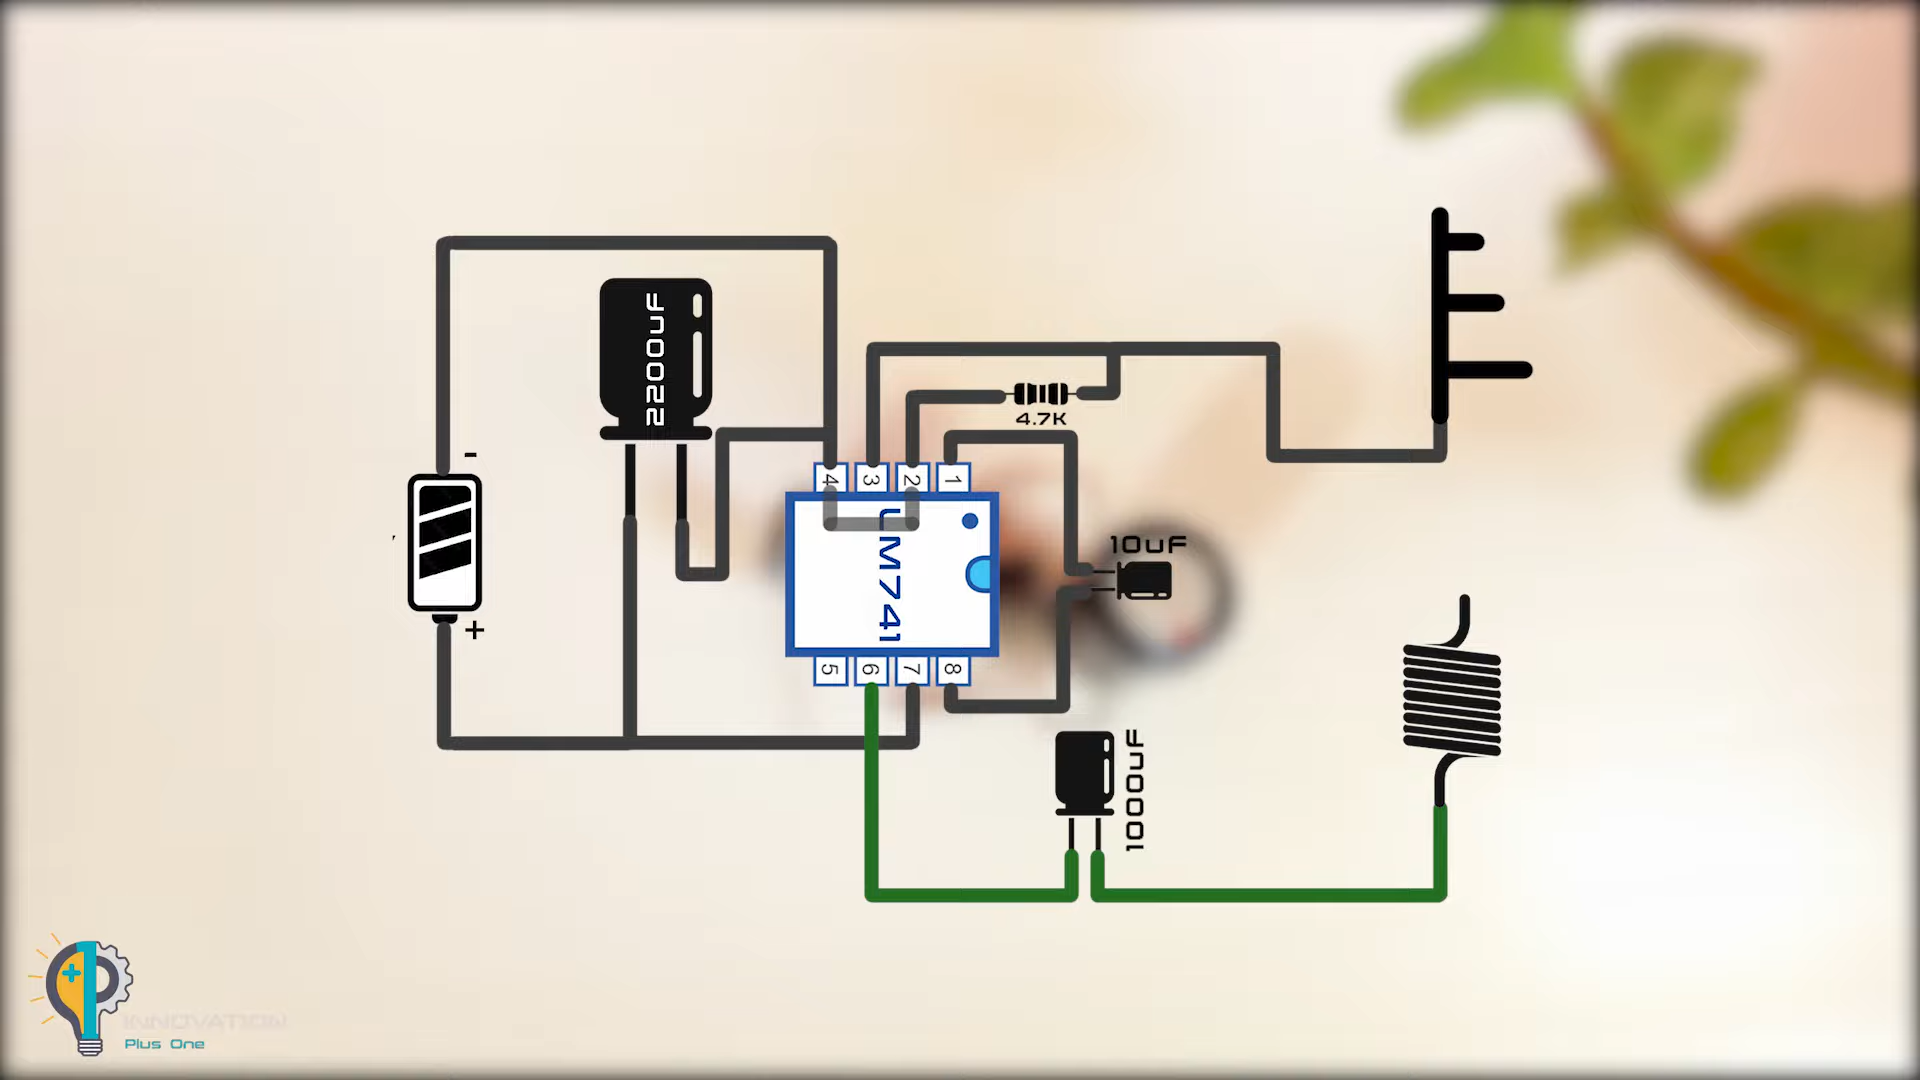 2200uF
4.7K
-
4
3
2
1
LM741
10uF
+
5
6
7
8
1000uF
INNOVATION
Plus One